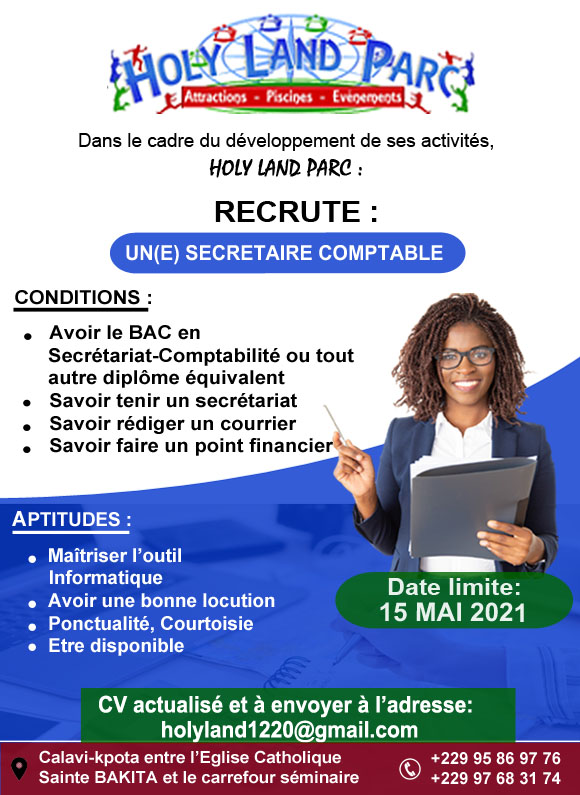 HOLY LAND PARC
Attractions - Piscines - Evènements
Dans le cadre du développement de ses activités,
HOLY LAND PARC :
RECRUTE :
UN(E) SECRETAIRE COMPTABLE
CONDITIONS :
• Avoir le BAC en
Secrétariat-Comptabilité ou tout
autre diplôme équivalent
• Savoir tenir un secrétariat
• Savoir rédiger un courrier
• Savoir faire un point financier
APTITUDES :
• Maîtriser l'outil
Informatique
• Avoir une bonne locution
• Ponctualité, Courtoisie
• Etre disponible
Date limite:
15 MAI 2021
CV actualisé et à envoyer à l'adresse:
holyland1220@gmail.com
Calavi-kpota entre l'Eglise Catholique
Sainte BAKITA et le carrefour séminaire
+229 95 86 97 76
+229 97 68 31 74